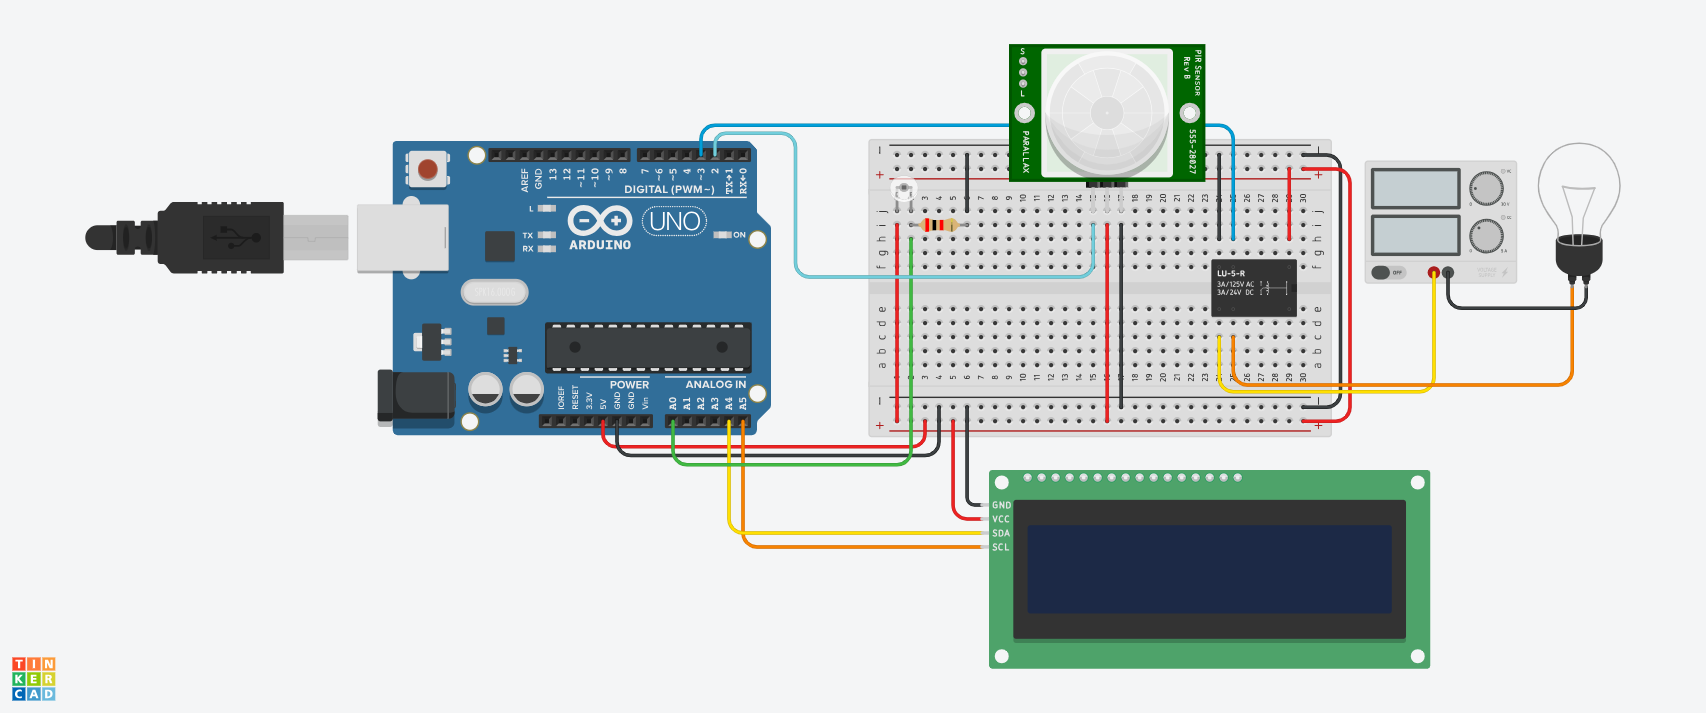 S
L
PIR SENSOR
REV B
PARALLAX
555-28027
AREF
GND
13
12
~11
~10
~9
8
7
~6
~5
4
~3
2
TX→1
RX←0
DIGITAL (PWM~)
L
TX
RX
ARDUINO
UNO
ON
POWER
ANALOG IN
IOREF
RESET
3.3V
5V
GND
GND
Vin
A0
A1
A2
A3
A4
A5
LU-5-R
3A/125V AC
3A/24V DC
OFF
GND
VCC
SDA
SCL
j
i
h
g
f
e
d
c
b
a
TIN
KER
CAD